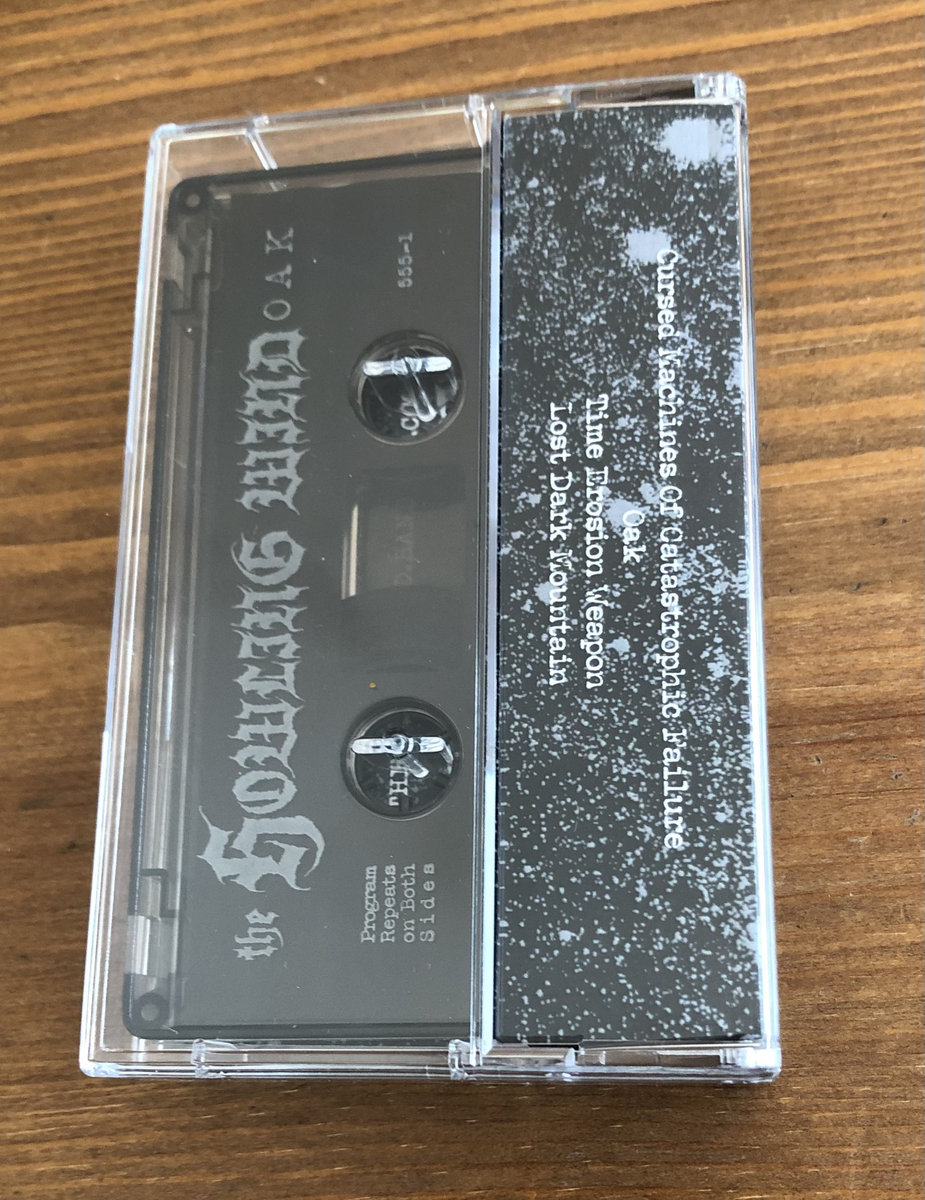 the HOWLING WIND OAK
555-1
Program
Repeats
on Both
Sides
Cursed Machines Of Catastrophic Failure
Oak
Time Erosion Weapon
Lost Dark Mountain